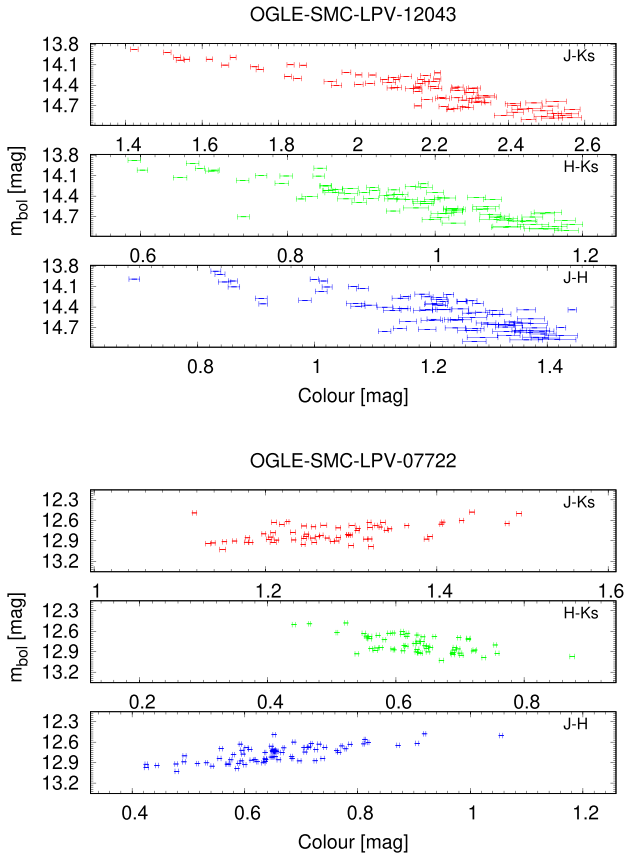 OGLE-SMC-LPV-12043
13.8
J-Ks
14.1
14.4
14.7
1.4 1.6 1.8 2 2.2 2.4 2.6
13.8
H-Ks
14.1
14.4
14.7
0.6 0.8 1 1.2
13.8
J-H
14.1
14.4
14.7
0.8 1 1.2 1.4
m_bol [mag]
Colour [mag]
OGLE-SMC-LPV-07722
12.3
J-Ks
12.6
12.9
13.2
1 1.2 1.4 1.6
12.3
H-Ks
12.6
12.9
13.2
0.2 0.4 0.6 0.8
12.3
J-H
12.6
12.9
13.2
0.4 0.6 0.8 1 1.2
m_bol [mag]
Colour [mag]